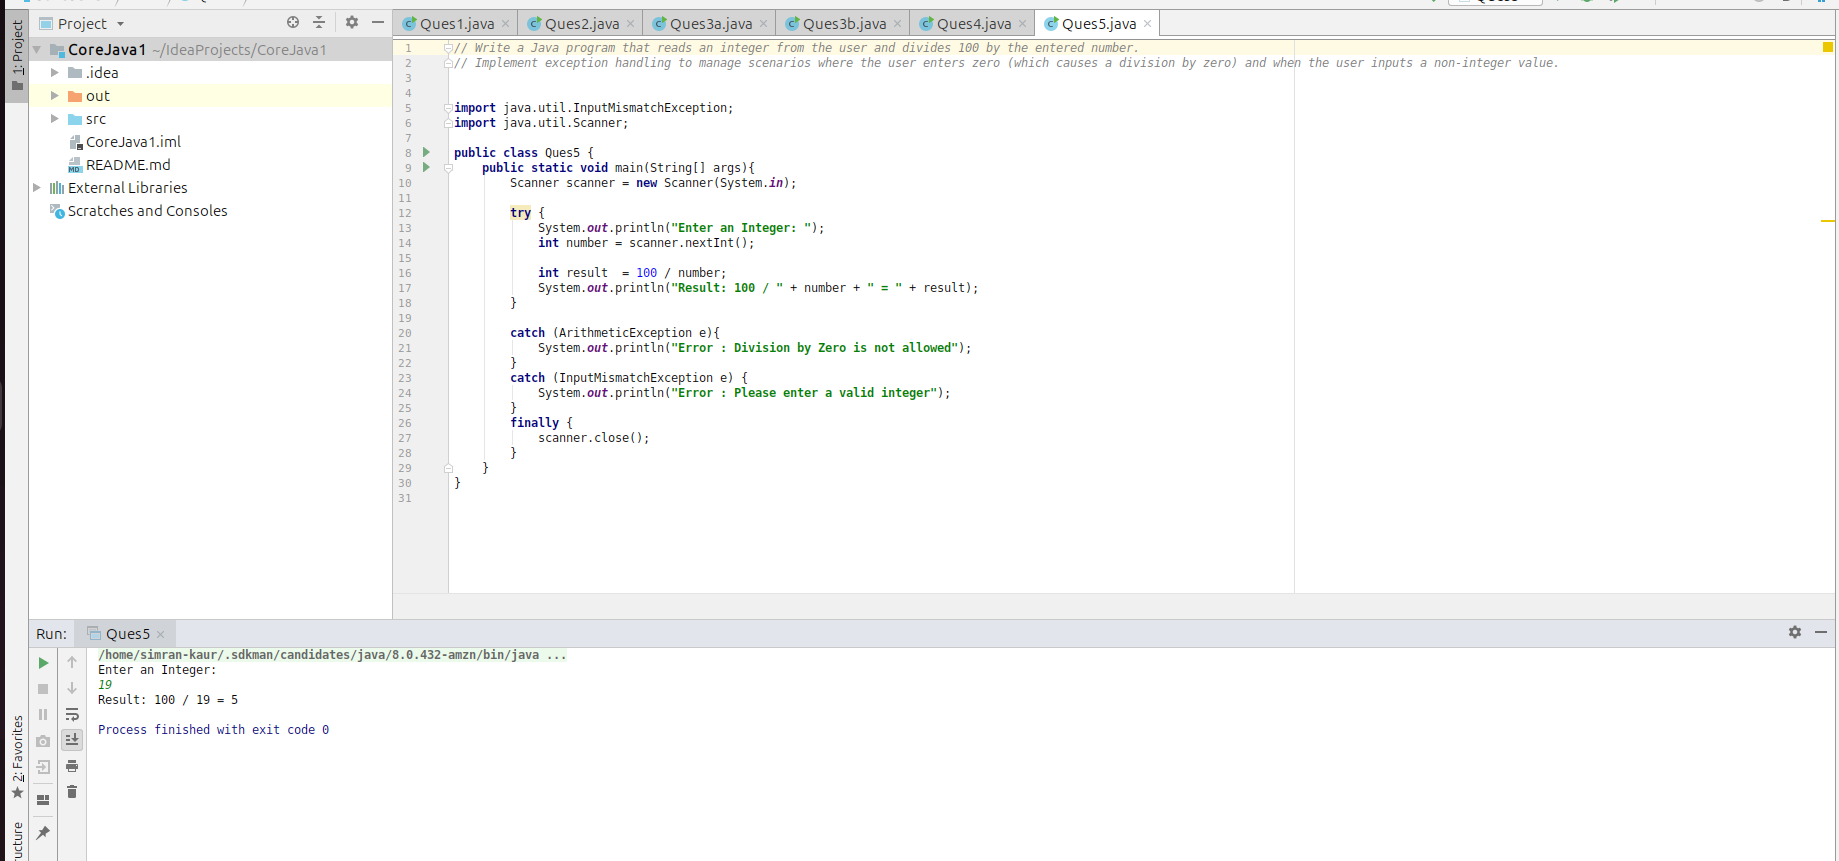 Project
CoreJava1 ~/IdeaProjects/CoreJava1
.idea
out
src
CoreJava1.iml
README.md
External Libraries
Scratches and Consoles
1: Project
2: Favorites
Ques1.java
Ques2.java
Ques3a.java
Ques3b.java
Ques4.java
Ques5.java
1 // Write a Java program that reads an integer from the user and divides 100 by the entered number.
2 // Implement exception handling to manage scenarios where the user enters zero (which causes a division by zero) and when the user inputs a non-integer value.
3
4
5 import java.util.InputMismatchException;
6 import java.util.Scanner;
7
8 public class Ques5 {
9 public static void main(String[] args){
10 Scanner scanner = new Scanner(System.in);
11
12 try {
13 System.out.println("Enter an Integer: ");
14 int number = scanner.nextInt();
15
16 int result  = 100 / number;
17 System.out.println("Result: 100 / " + number + " = " + result);
18 }
19
20 catch (ArithmeticException e){
21 System.out.println("Error : Division by Zero is not allowed");
22 }
23 catch (InputMismatchException e) {
24 System.out.println("Error : Please enter a valid integer");
25 }
26 finally {
27 scanner.close();
28 }
29 }
30 }
31
Run: Ques5
/home/simran-kaur/.sdkman/candidates/java/8.0.432-amzn/bin/java ...
Enter an Integer:
19
Result: 100 / 19 = 5
Process finished with exit code 0